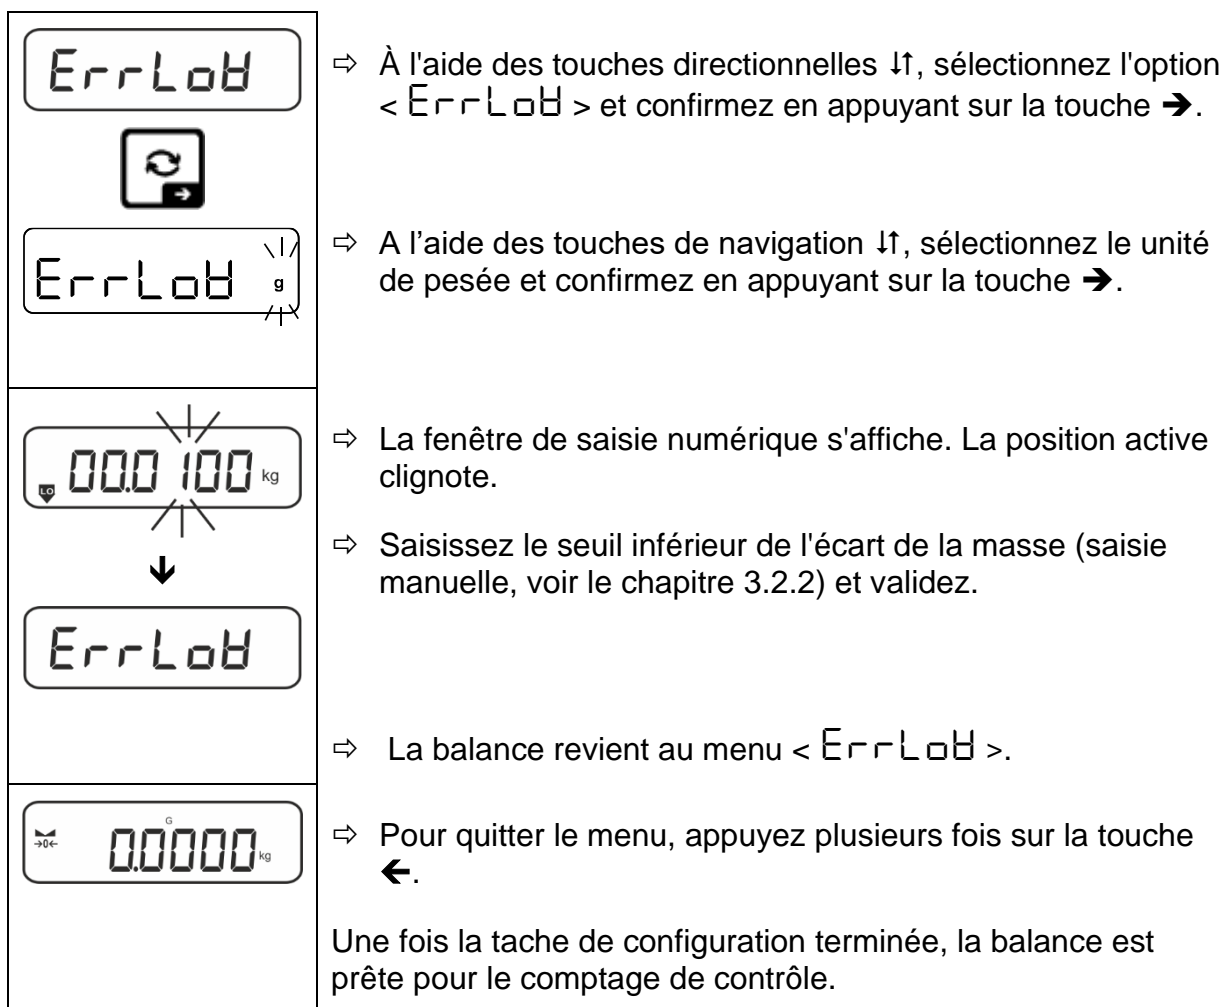 ErrLoW
⇨ À l'aide des touches directionnelles ↓↑, sélectionnez l'option
< ErrLoW > et confirmez en appuyant sur la touche ➔.
ErrLoW g
⇨ A l’aide des touches de navigation ↓↑, sélectionnez le unité
de pesée et confirmez en appuyant sur la touche ➔.
LO 00.0100 kg
⇨ La fenêtre de saisie numérique s'affiche. La position active
clignote.
⇨ Saisissez le seuil inférieur de l'écart de la masse (saisie
manuelle, voir le chapitre 3.2.2) et validez.
ErrLoW
⇨ La balance revient au menu < ErrLoW >.
→0← G 0.0000 kg
⇨ Pour quitter le menu, appuyez plusieurs fois sur la touche
🡸.
Une fois la tache de configuration terminée, la balance est
prête pour le comptage de contrôle.